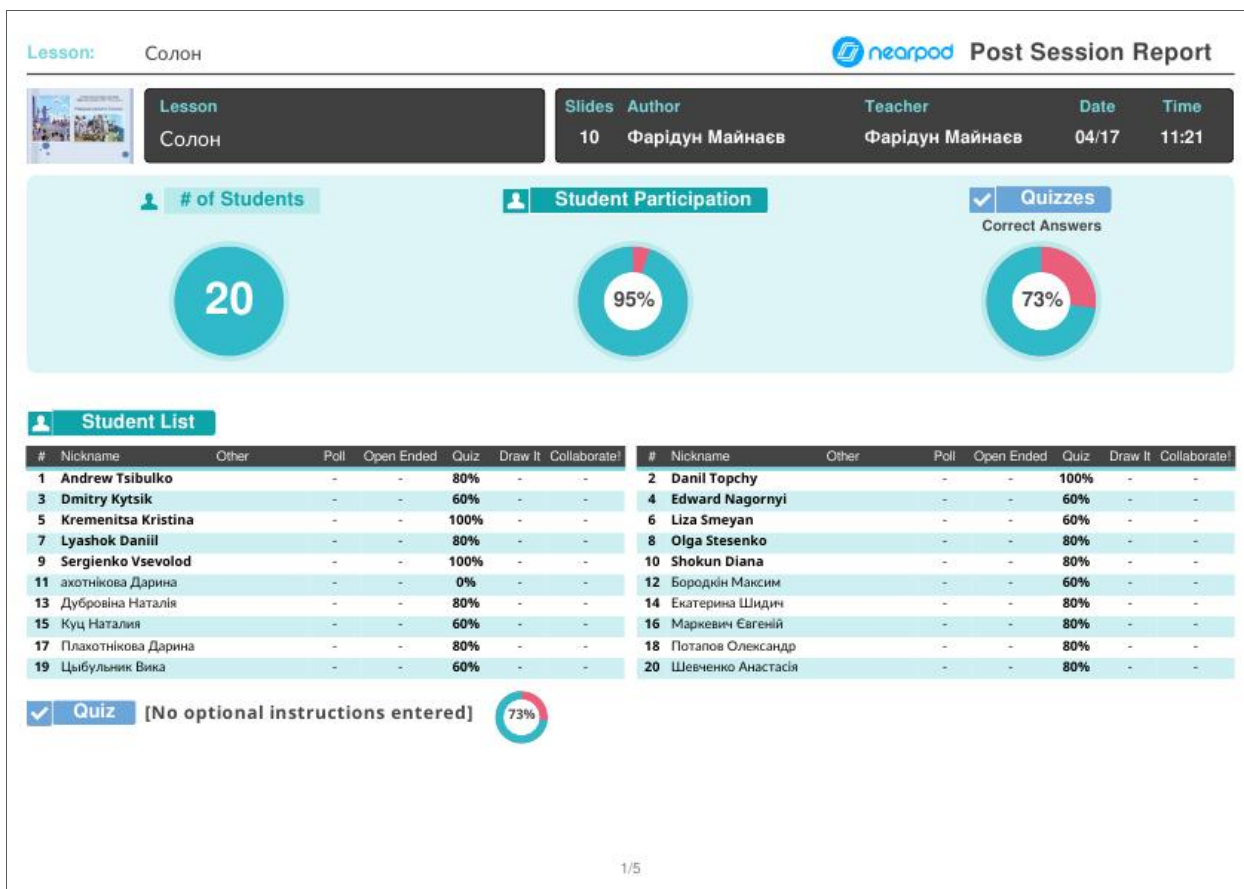 Lesson: Солон nearpod Post Session Report
Lesson Slides Author Teacher Date Time
Солон 10 Фарідун Майнаєв Фарідун Майнаєв 04/17 11:21
# of Students Student Participation Quizzes
Correct Answers
20 95% 73%
Student List
# Nickname Other Poll Open Ended Quiz Draw It Collaborate! # Nickname Other Poll Open Ended Quiz Draw It Collaborate!
1 Andrew Tsibulko - - 80% - - 2 Danil Topchy - - 100% - -
3 Dmitry Kytsik - - 60% - - 4 Edward Nagornyi - - 60% - -
5 Kremenitsa Kristina - - 100% - - 6 Liza Smeyan - - 60% - -
7 Lyashok Daniil - - 80% - - 8 Olga Stesenko - - 80% - -
9 Sergienko Vsevolod - - 100% - - 10 Shokun Diana - - 80% - -
11 ахотнікова Дарина - - 0% - - 12 Бородкін Максим - - 60% - -
13 Дубровіна Наталія - - 80% - - 14 Екатерина Шидич - - 80% - -
15 Куц Наталия - - 60% - - 16 Маркевич Євгеній - - 80% - -
17 Плахотнікова Дарина - - 80% - - 18 Потапов Олександр - - 80% - -
19 Цыбульник Вика - - 60% - - 20 Шевченко Анастасія - - 80% - -
Quiz [No optional instructions entered] 73%
1/5